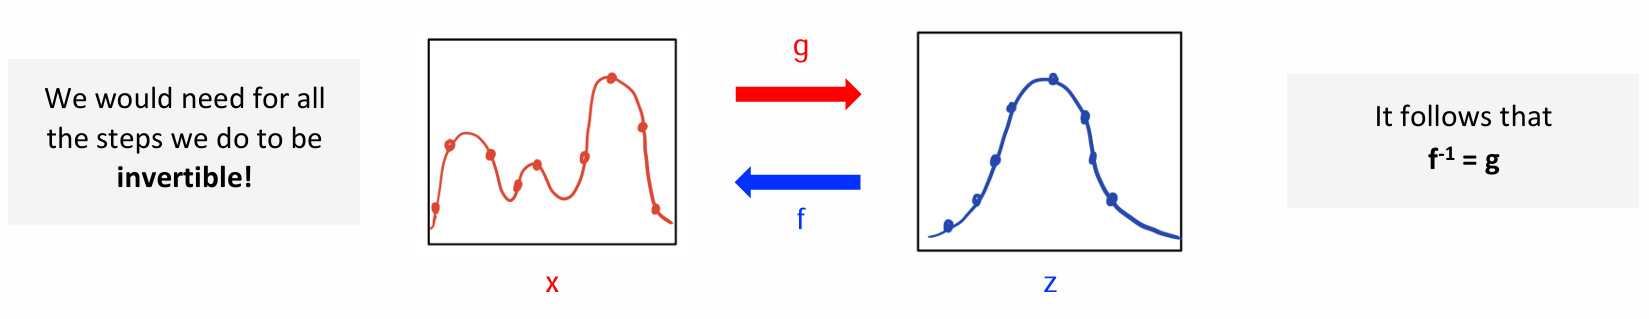 We would need for all
the steps we do to be
invertible!
g
f
x
z
It follows that
f⁻¹ = g